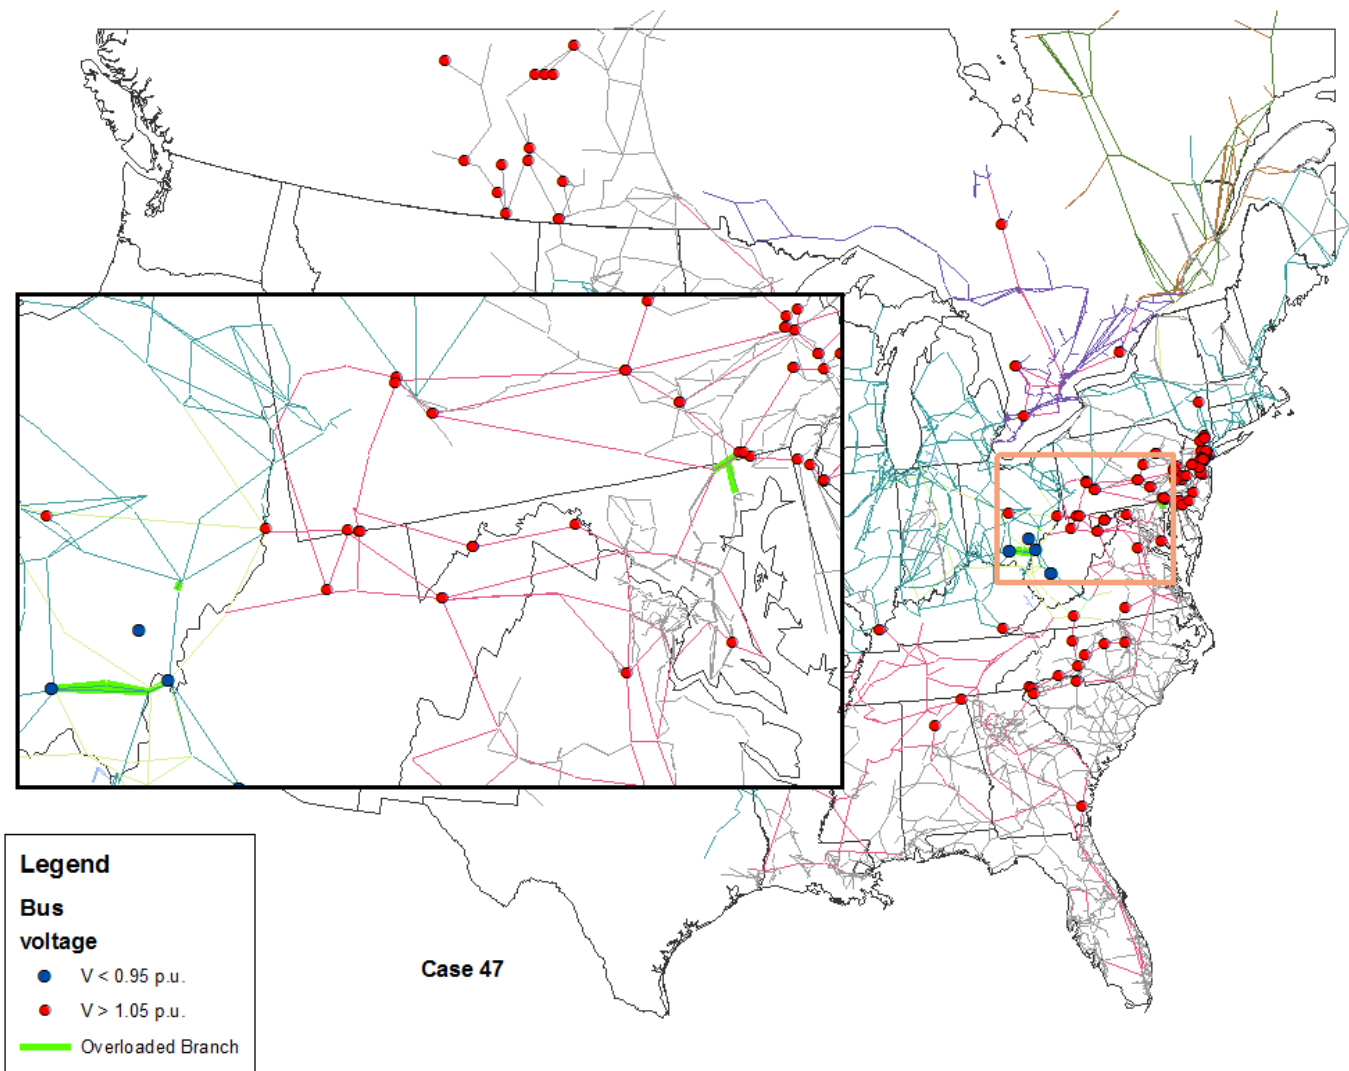 Legend
Bus
voltage
V < 0.95 p.u.
V > 1.05 p.u.
Overloaded Branch
Case 47